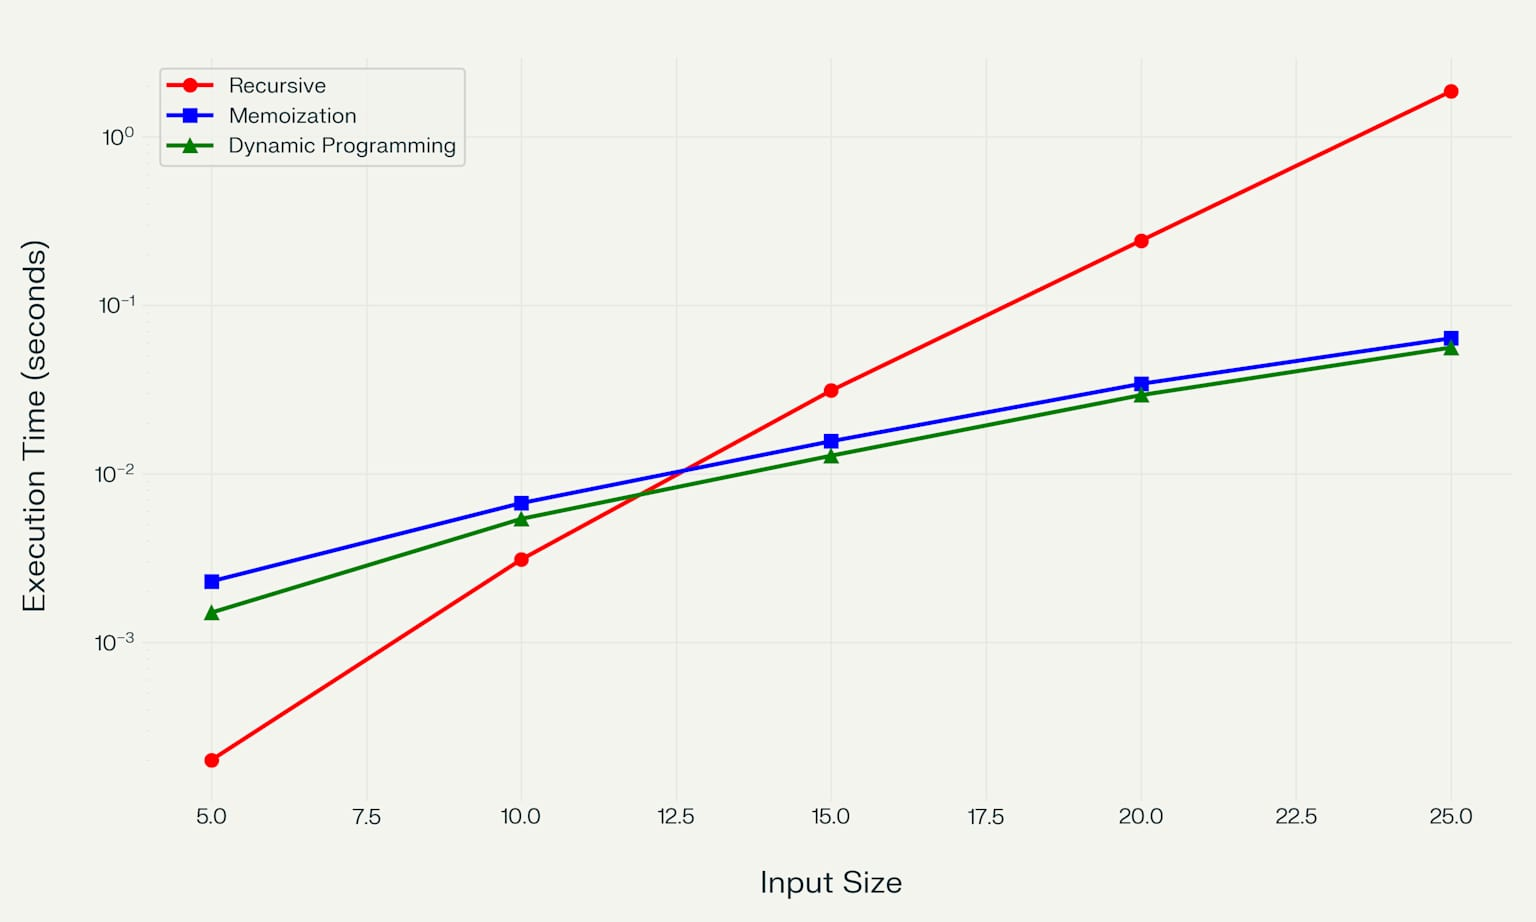 Recursive
Memoization
Dynamic Programming
10⁰
10⁻¹
10⁻²
10⁻³
Execution Time (seconds)
5.0 7.5 10.0 12.5 15.0 17.5 20.0 22.5 25.0
Input Size